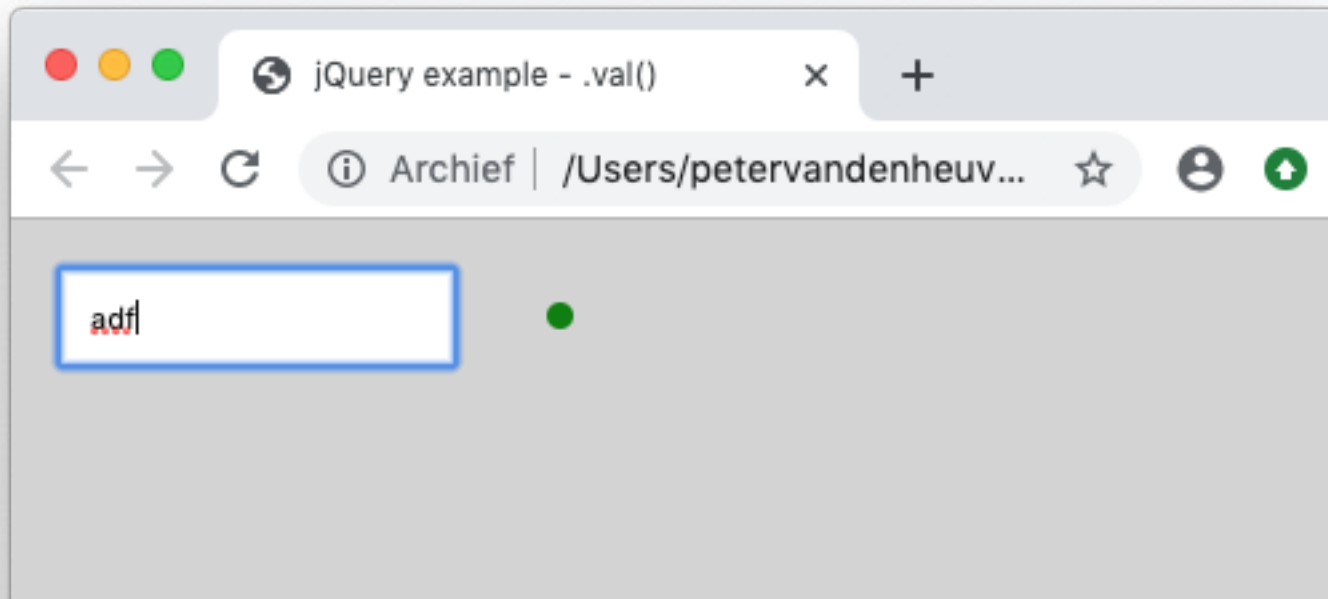 jQuery example - .val()
Archief /Users/petervandenheuv...
adf